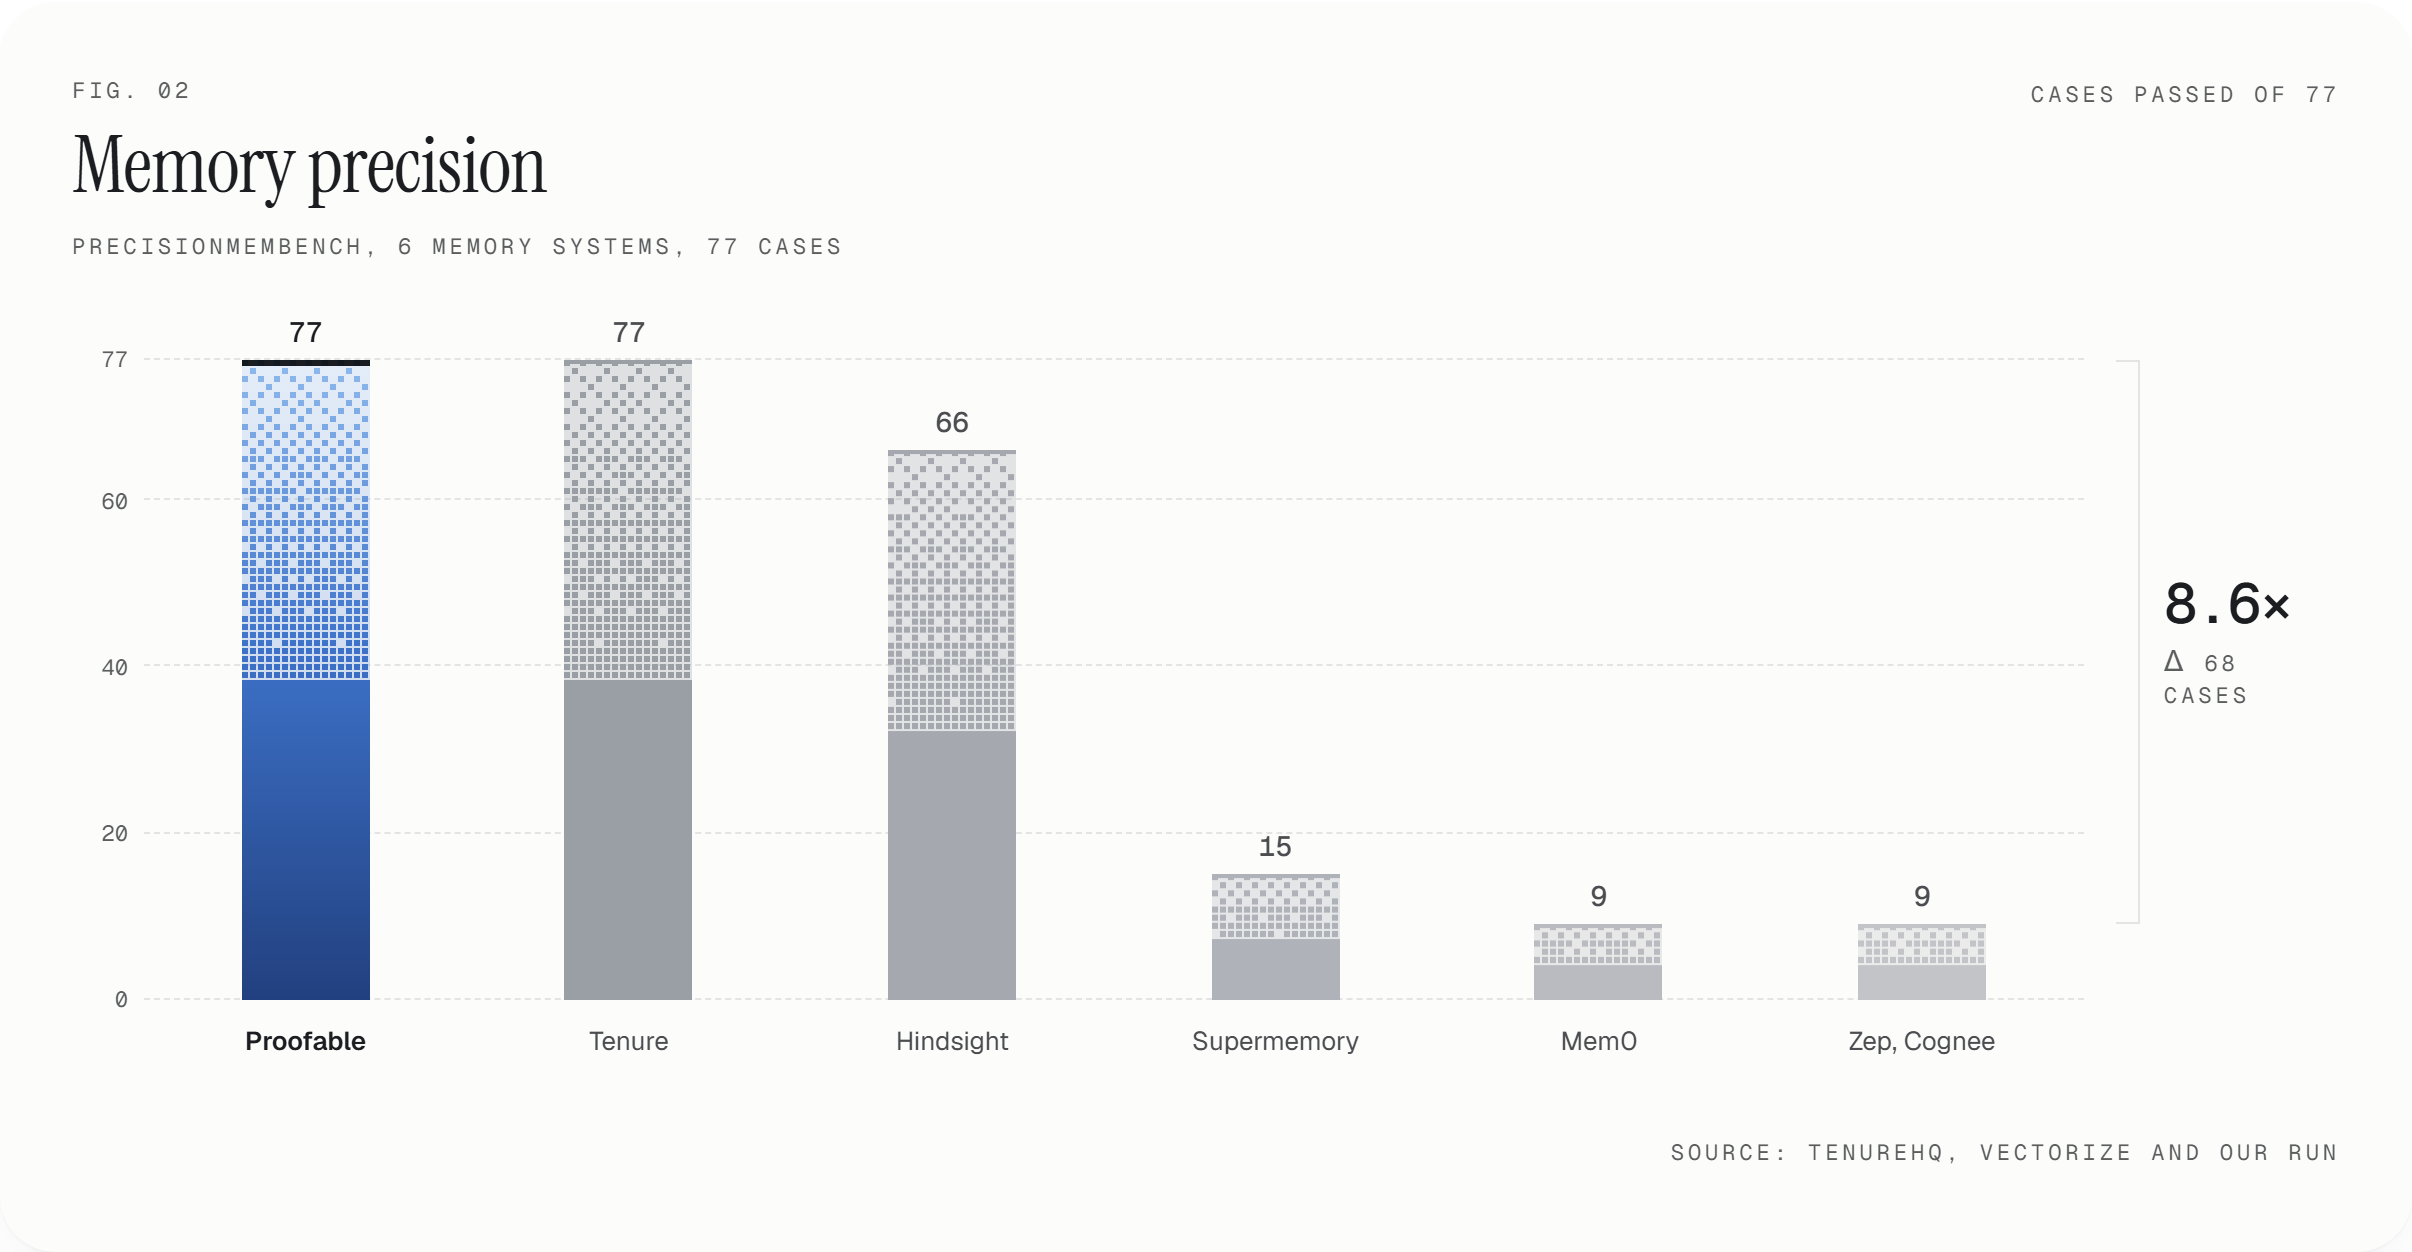 FIG. 02
CASES PASSED OF 77
Memory precision
PRECISIONMEMBENCH, 6 MEMORY SYSTEMS, 77 CASES
77
77
66
15
9
9
77
60
40
20
0
8.6×
Δ 68
CASES
Proofable
Tenure
Hindsight
Supermemory
Mem0
Zep, Cognee
SOURCE: TENUREHQ, VECTORIZE AND OUR RUN